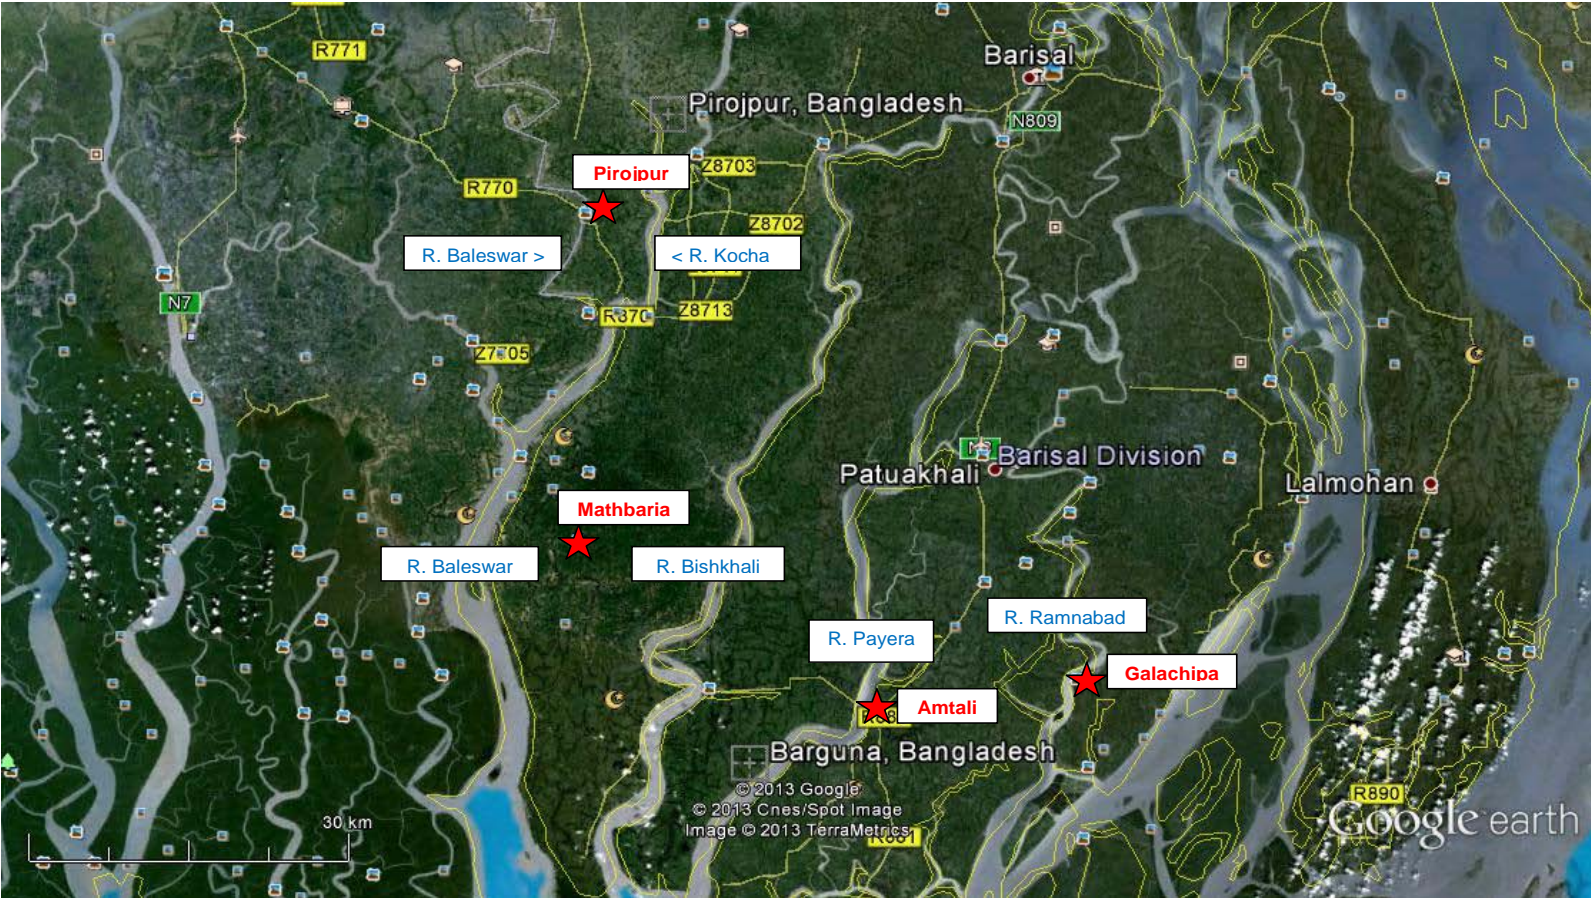 R771
Barisal
Pirojpur, Bangladesh
N809
Pirojpur
Z8703
R770
Z8702
R. Baleswar >
< R. Kocha
N7
R870
Z8713
Z7705
Barisal Division
Patuakhali
Lalmohan
Mathbaria
R. Baleswar
R. Bishkhali
R. Ramnabad
R. Payera
Galachipa
Amtali
Barguna, Bangladesh
© 2013 Google
© 2013 Cnes/Spot Image
Image © 2013 TerraMetrics
30 km
R890
Google earth
R881